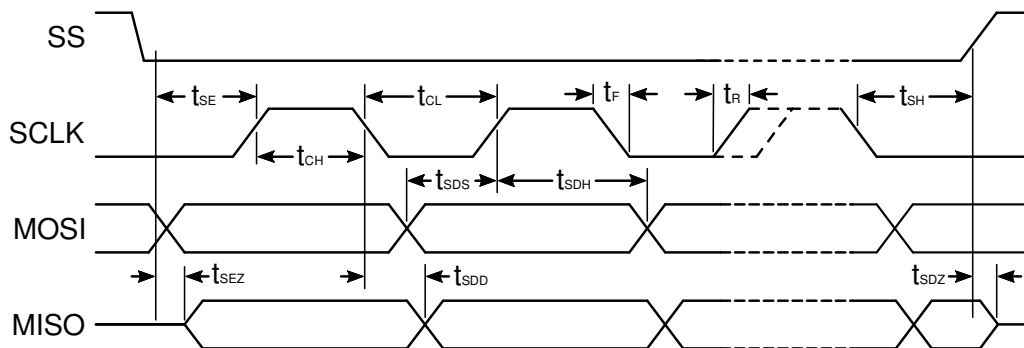 SS
tSE
tCL
tF
tR
tSH
SCLK
tCH
tSDS
tSDH
MOSI
tSEZ
tSDD
tSDZ
MISO